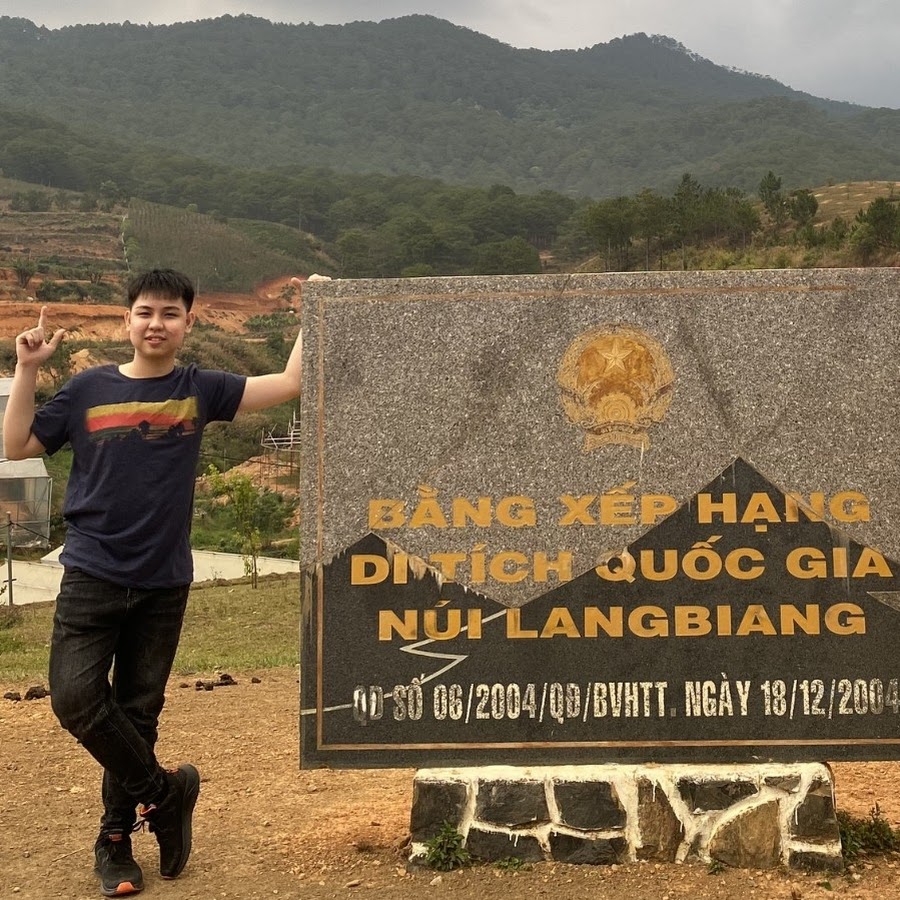 BẰNG XẾP HẠNG
DI TÍCH QUỐC GIA
NÚI LANGBIANG
QĐ SỐ 06/2004/QĐ/BVHTT. NGÀY 18/12/2004